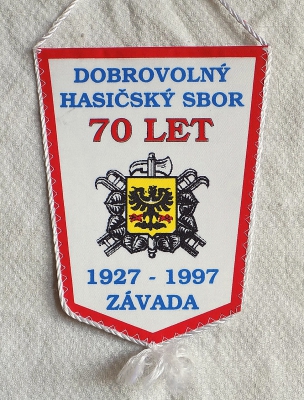 DOBROVOLNÝ
HASIČSKÝ SBOR
70 LET
1927 - 1997
ZÁVADA